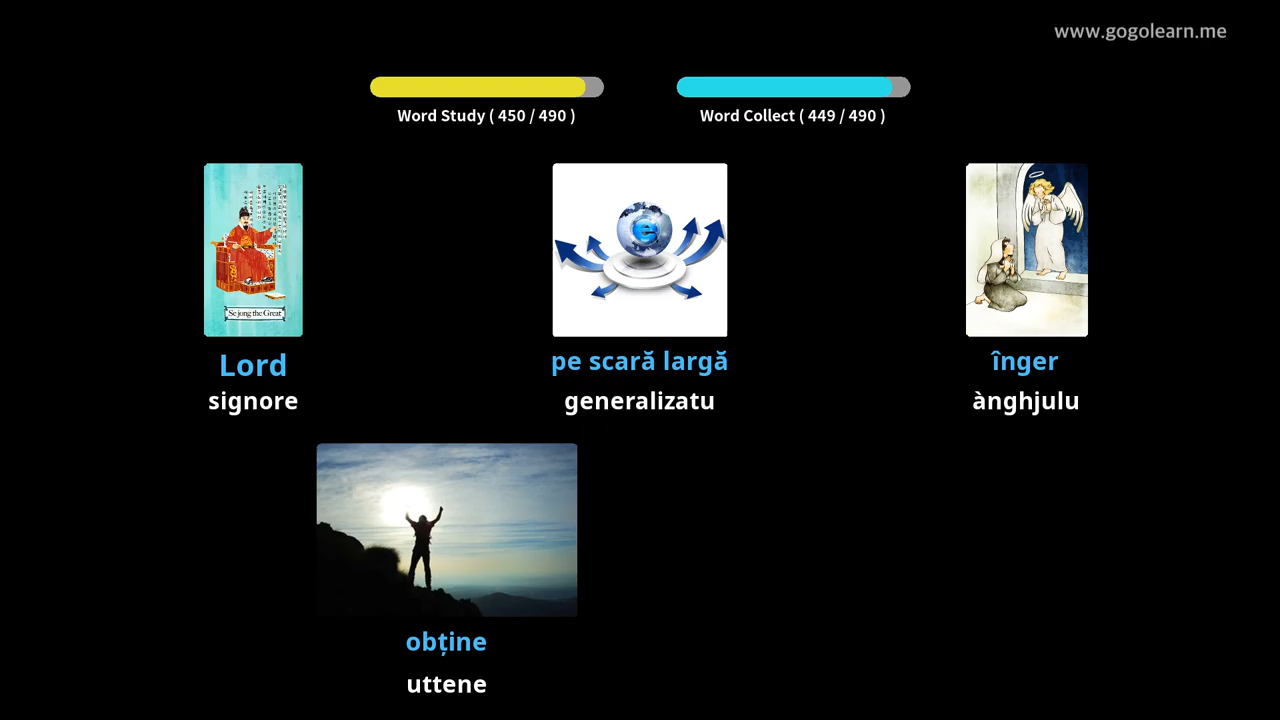 www.gogolearn.me
Word Study ( 450 / 490 )
Word Collect ( 449 / 490 )
Se jong the Great
Lord
signore
pe scară largă
generalizatu
înger
ànghjulu
obține
uttene